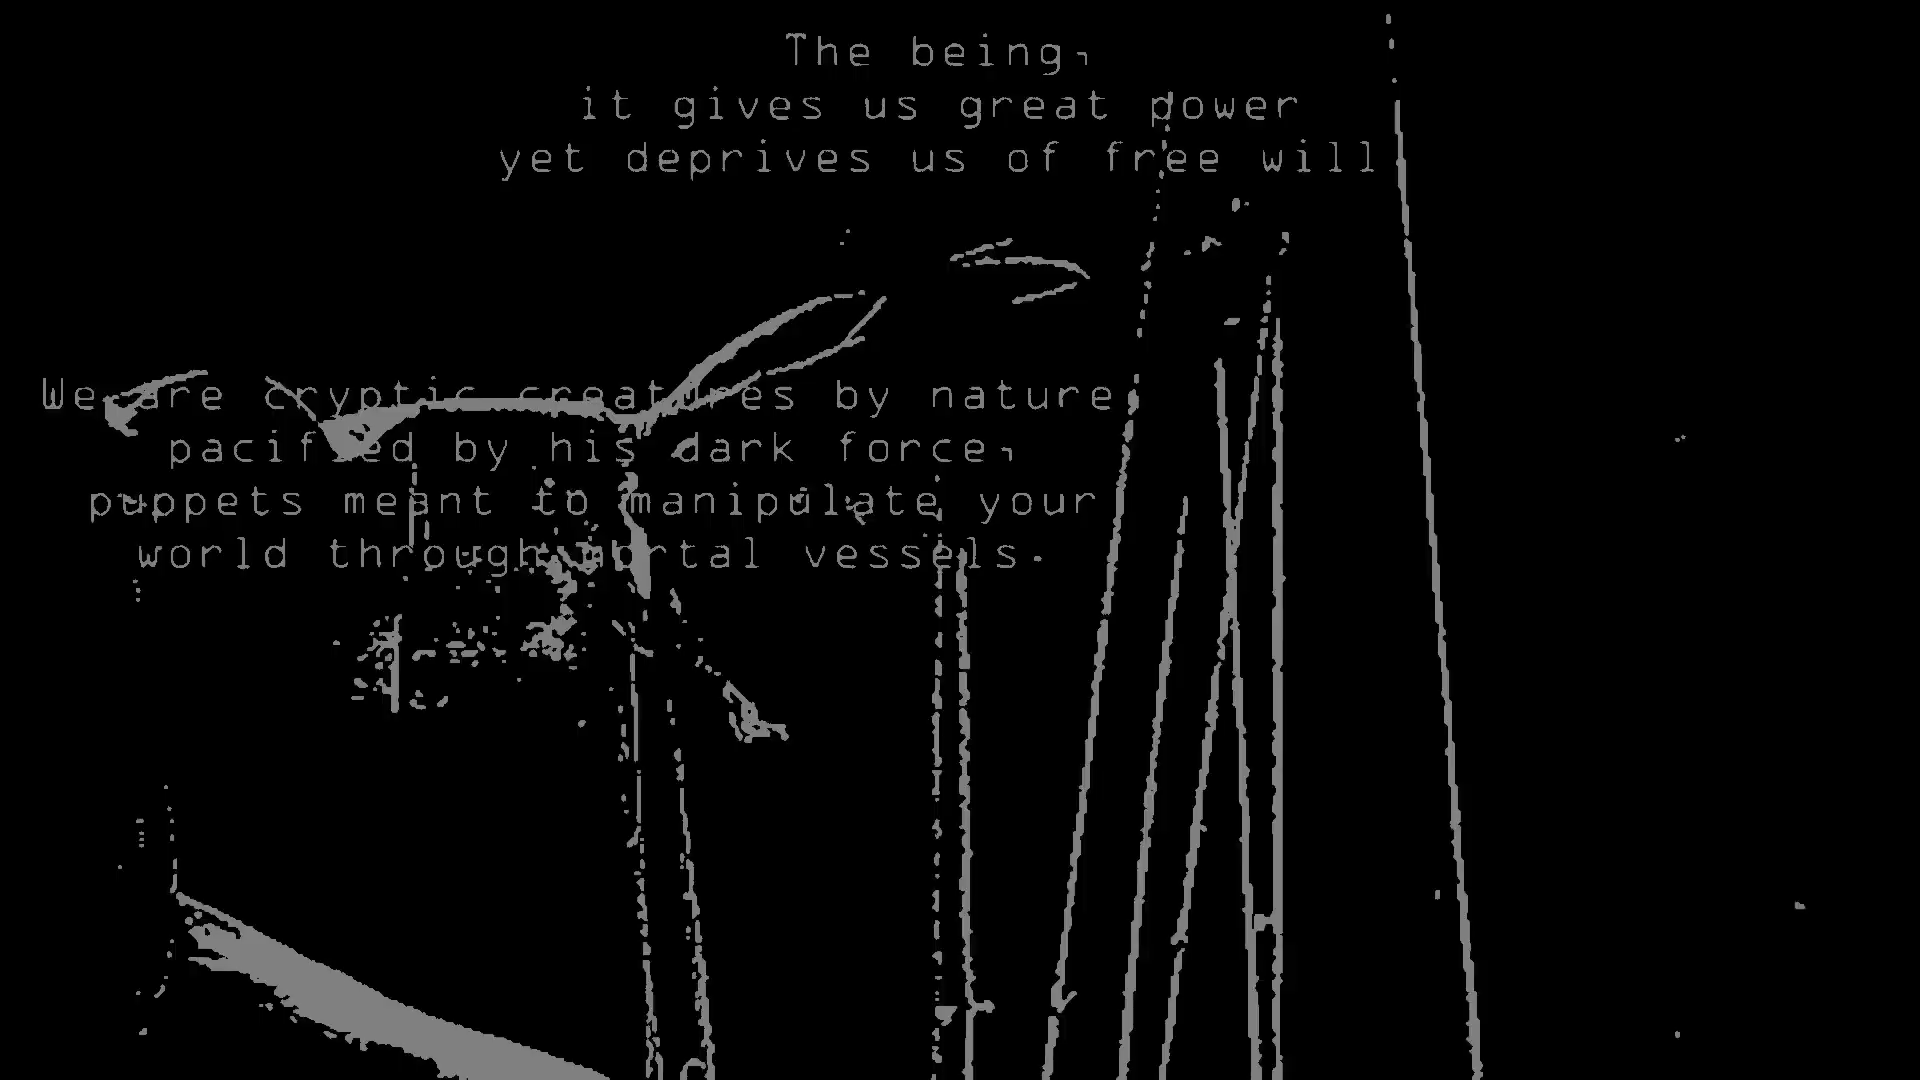 The being,
it gives us great power
yet deprives us of free will
We are cryptic creatures by nature
pacified by his dark force,
puppets meant to manipulate your
world through mortal vessels.